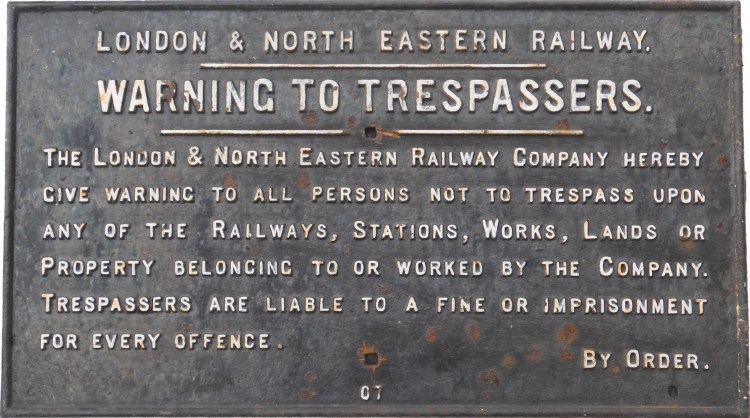 LONDON & NORTH EASTERN RAILWAY.
WARNING TO TRESPASSERS.
THE LONDON & NORTH EASTERN RAILWAY COMPANY HEREBY
GIVE WARNING TO ALL PERSONS NOT TO TRESPASS UPON
ANY OF THE RAILWAYS, STATIONS, WORKS, LANDS OR
PROPERTY BELONGING TO OR WORKED BY THE COMPANY.
TRESPASSERS ARE LIABLE TO A FINE OR IMPRISONMENT
FOR EVERY OFFENCE.
BY ORDER.